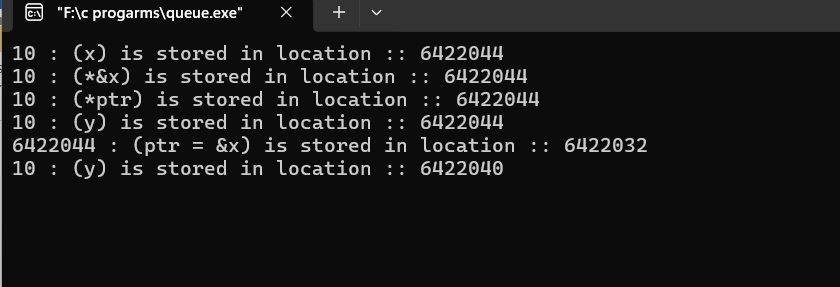 "F:\c progarms\queue.exe"
10 : (x) is stored in location :: 6422044
10 : (*&x) is stored in location :: 6422044
10 : (*ptr) is stored in location :: 6422044
10 : (y) is stored in location :: 6422044
6422044 : (ptr = &x) is stored in location :: 6422032
10 : (y) is stored in location :: 6422040